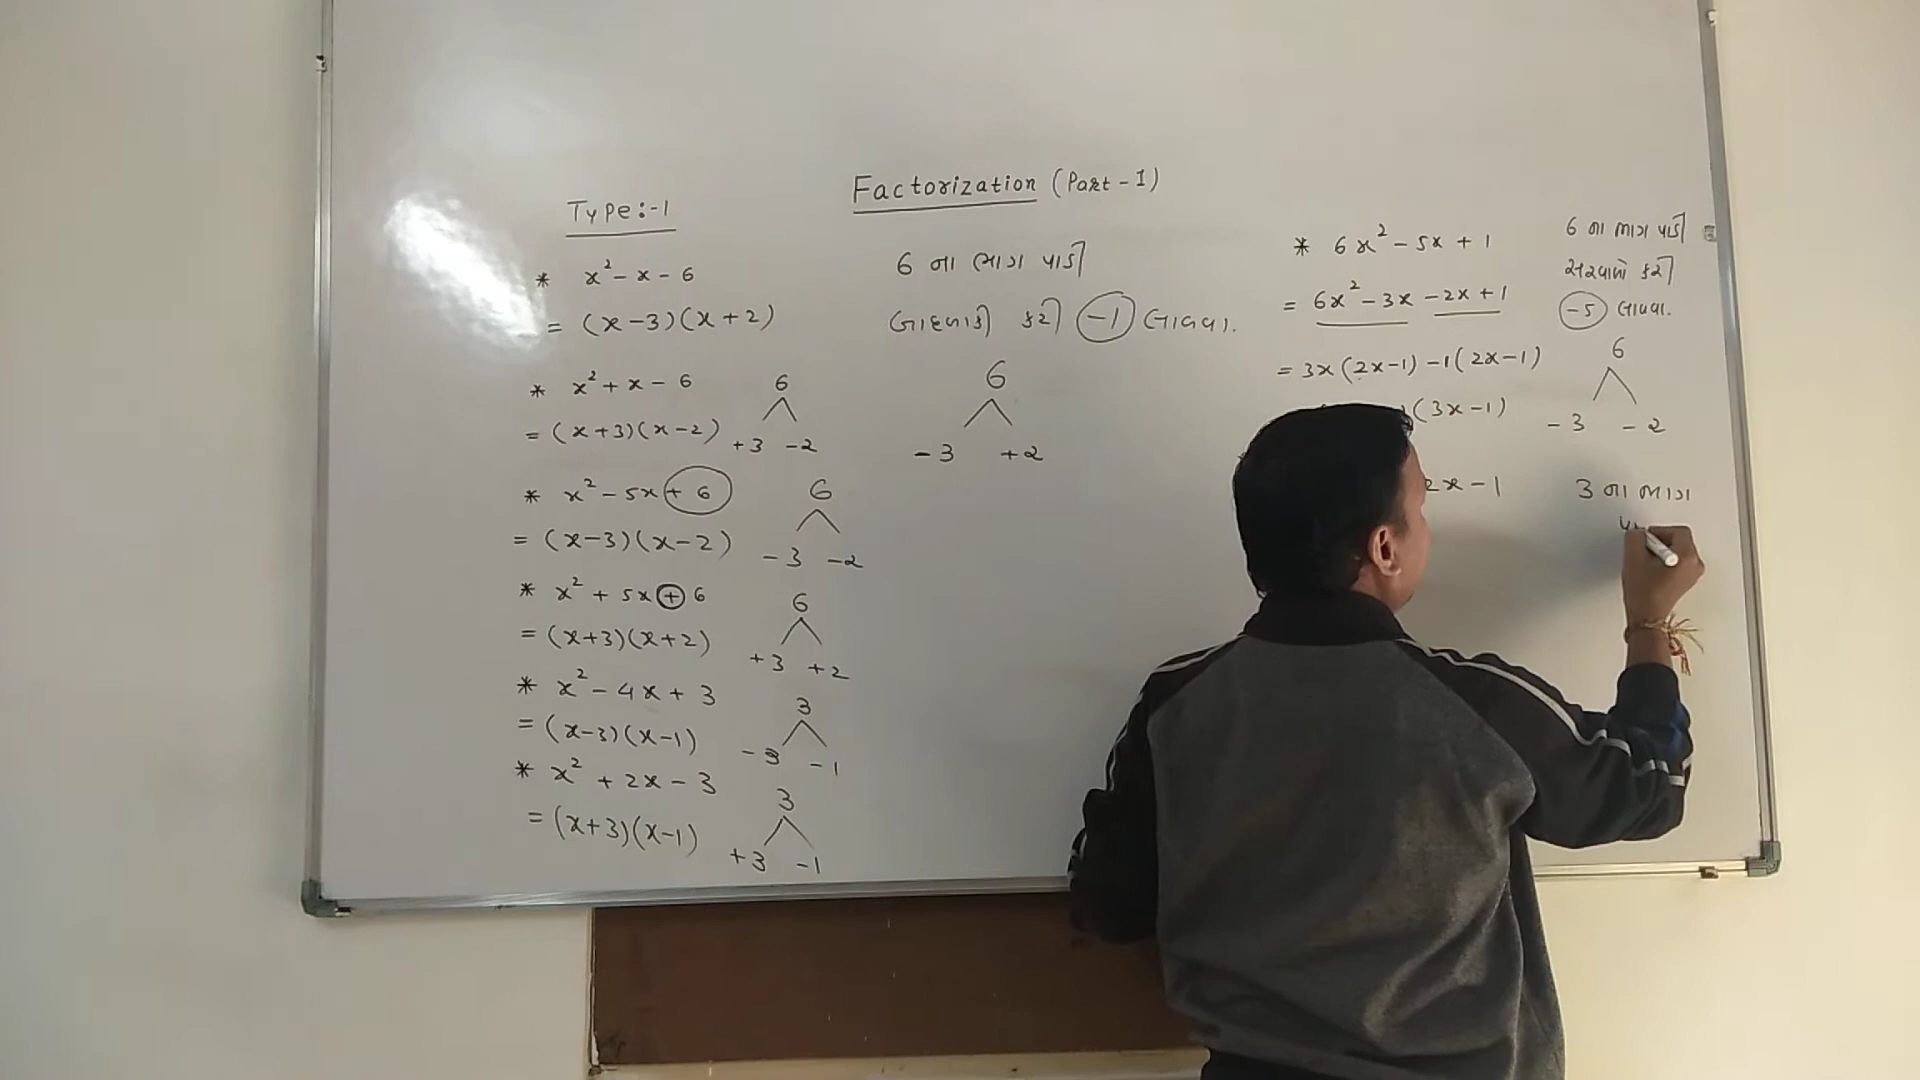 Factorization (Part-1)
Type:-1
* x² - x - 6
= (x-3)(x+2)
* x² + x - 6
6
= (x+3)(x-2)
+3 -2
* x² - 5x + 6
6
= (x-3)(x-2)
-3 -2
* x² + 5x + 6
6
= (x+3)(x+2)
+3 +2
* x² - 4x + 3
3
= (x-3)(x-1)
-3 -1
* x² + 2x - 3
3
= (x+3)(x-1)
+3 -1
6 ના ભાગ પાડી
બાદબાકી કરી -1 લાવવા.
6
-3 +2
* 6x² - 5x + 1
= 6x² - 3x - 2x + 1
= 3x(2x-1) -1(2x-1)
(3x-1)
2x - 1
6 ના ભાગ પાડી
સરવાળો કરી
-5 લાવવા.
6
-3 -2
3 ના ભાગ